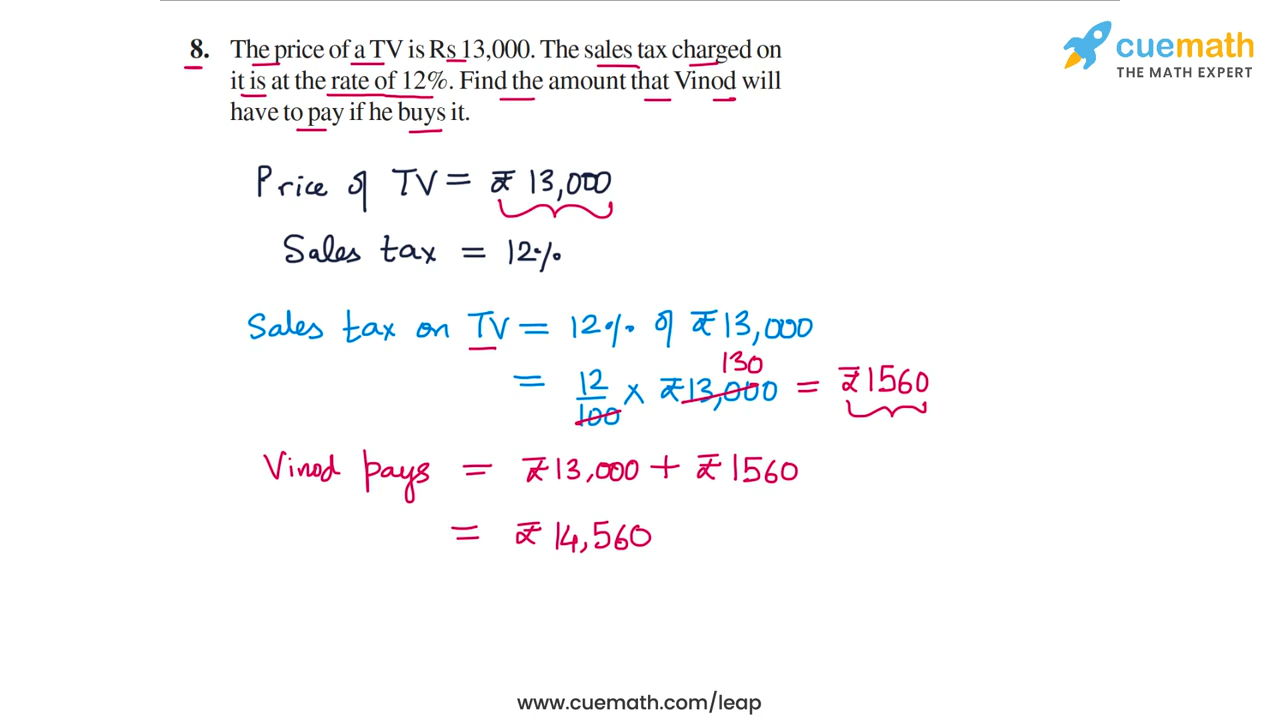 8. The price of a TV is Rs 13,000. The sales tax charged on
it is at the rate of 12%. Find the amount that Vinod will
have to pay if he buys it.
cuemath
THE MATH EXPERT
Price of TV = ₹ 13,000
Sales tax = 12%
Sales tax on TV = 12% of ₹ 13,000
130
= 12/100 × ₹ 13,000 = ₹ 1560
Vinod pays = ₹ 13,000 + ₹ 1560
= ₹ 14,560
www.cuemath.com/leap